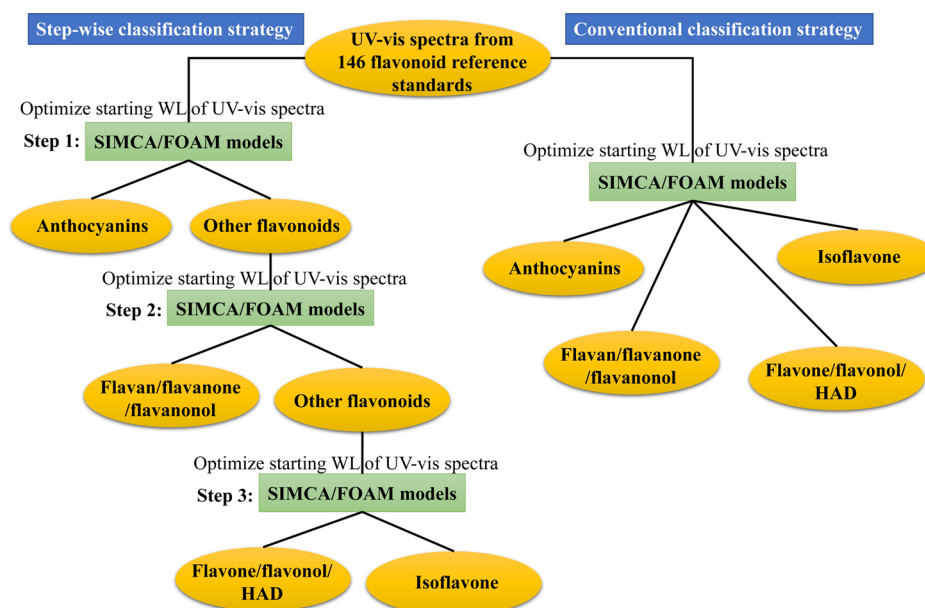 Step-wise classification strategy
UV-vis spectra from
146 flavonoid reference
standards
Conventional classification strategy
Optimize starting WL of UV-vis spectra
Step 1:
SIMCA/FOAM models
Anthocyanins
Other flavonoids
Optimize starting WL of UV-vis spectra
Step 2:
SIMCA/FOAM models
Flavan/flavanone
/flavanonol
Other flavonoids
Optimize starting WL of UV-vis spectra
Step 3:
SIMCA/FOAM models
Flavone/flavonol/
HAD
Isoflavone
Optimize starting WL of UV-vis spectra
SIMCA/FOAM models
Anthocyanins
Isoflavone
Flavan/flavanone
/flavanonol
Flavone/flavonol/
HAD